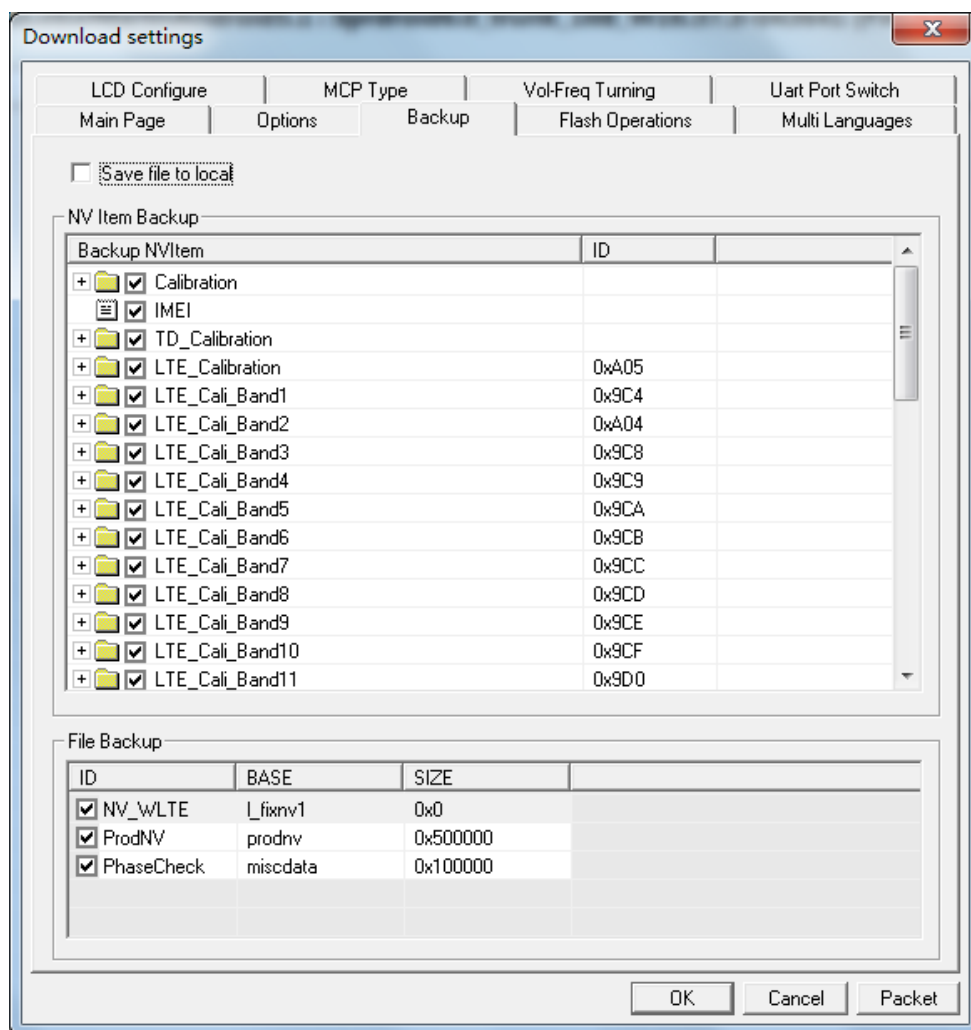 Download settings
LCD Configure MCP Type Vol-Freq Turning Uart Port Switch
Main Page Options Backup Flash Operations Multi Languages
Save file to local
NV Item Backup
Backup NVItem ID
Calibration
IMEI
TD_Calibration
LTE_Calibration 0xA05
LTE_Cali_Band1 0x9C4
LTE_Cali_Band2 0xA04
LTE_Cali_Band3 0x9C8
LTE_Cali_Band4 0x9C9
LTE_Cali_Band5 0x9CA
LTE_Cali_Band6 0x9CB
LTE_Cali_Band7 0x9CC
LTE_Cali_Band8 0x9CD
LTE_Cali_Band9 0x9CE
LTE_Cali_Band10 0x9CF
LTE_Cali_Band11 0x9D0
File Backup
ID BASE SIZE
NV_WLTE l_fixnv1 0x0
ProdNV prodnv 0x500000
PhaseCheck miscdata 0x100000
OK Cancel Packet